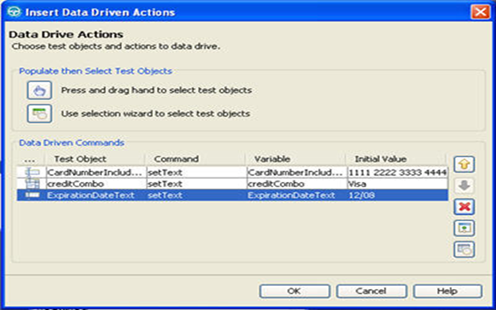 Insert Data Driven Actions
Data Drive Actions
Choose test objects and actions to data drive.
Populate then Select Test Objects
Press and drag hand to select test objects
Use selection wizard to select test objects
Data Driven Commands
... Test Object Command Variable Initial Value
CardNumberInclud... setText CardNumberInclud... 1111 2222 3333 4444
creditCombo setText creditCombo Visa
ExpirationDateText setText ExpirationDateText 12/08
OK Cancel Help